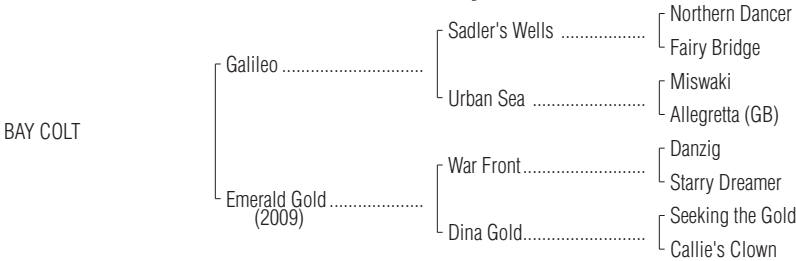 Northern Dancer
Sadler's Wells ..................
Fairy Bridge
Galileo ..............................
Miswaki
Urban Sea ........................
Allegretta (GB)
BAY COLT
Danzig
War Front..........................
Starry Dreamer
Emerald Gold....................
(2009)
Seeking the Gold
Dina Gold..........................
Callie's Clown